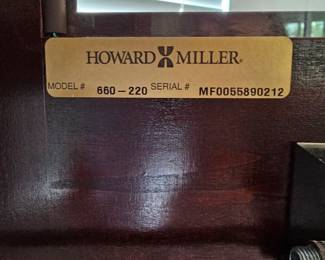 HOWARD MILLER®
MODEL # 660-220 SERIAL # MF0055890212